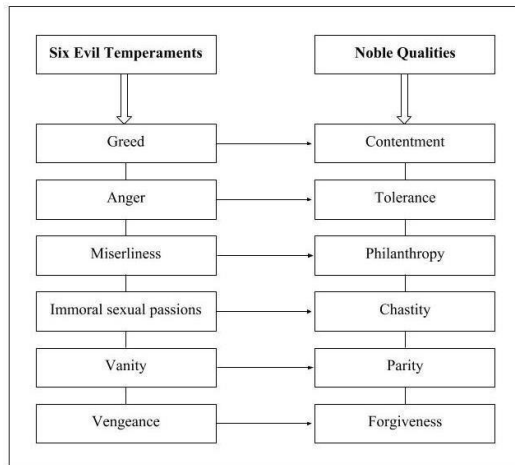 Six Evil Temperaments
Noble Qualities
Greed
Contentment
Anger
Tolerance
Miserliness
Philanthropy
Immoral sexual passions
Chastity
Vanity
Parity
Vengeance
Forgiveness